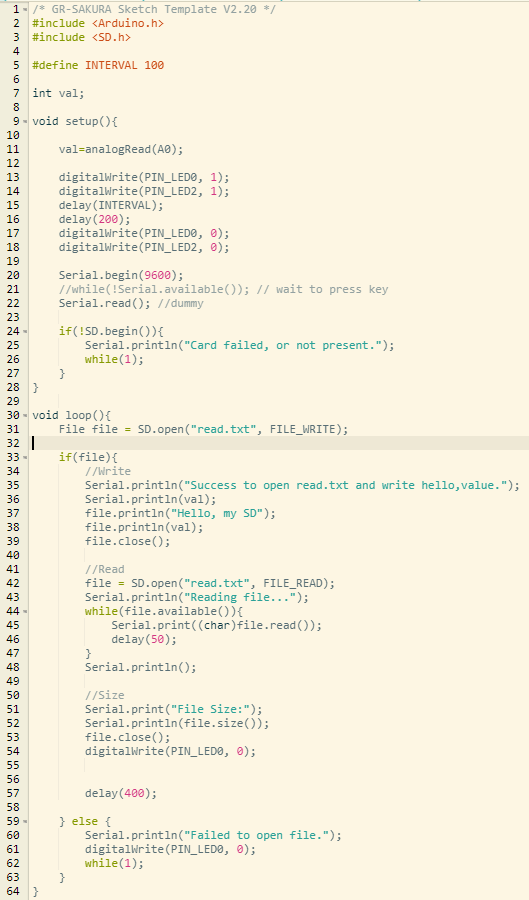 1 /* GR-SAKURA Sketch Template V2.20 */
2 #include <Arduino.h>
3 #include <SD.h>
4
5 #define INTERVAL 100
6
7 int val;
8
9 void setup(){
10
11     val=analogRead(A0);
12
13     digitalWrite(PIN_LED0, 1);
14     digitalWrite(PIN_LED2, 1);
15     delay(INTERVAL);
16     delay(200);
17     digitalWrite(PIN_LED0, 0);
18     digitalWrite(PIN_LED2, 0);
19
20     Serial.begin(9600);
21     //while(!Serial.available()); // wait to press key
22     Serial.read(); //dummy
23
24     if(!SD.begin()){
25         Serial.println("Card failed, or not present.");
26         while(1);
27     }
28 }
29
30 void loop(){
31     File file = SD.open("read.txt", FILE_WRITE);
32
33     if(file){
34         //Write
35         Serial.println("Success to open read.txt and write hello,value.");
36         Serial.println(val);
37         file.println("Hello, my SD");
38         file.println(val);
39         file.close();
40
41         //Read
42         file = SD.open("read.txt", FILE_READ);
43         Serial.println("Reading file...");
44         while(file.available()){
45             Serial.print((char)file.read());
46             delay(50);
47         }
48         Serial.println();
49
50         //Size
51         Serial.print("File Size:");
52         Serial.println(file.size());
53         file.close();
54         digitalWrite(PIN_LED0, 0);
55
56
57         delay(400);
58
59     } else {
60         Serial.println("Failed to open file.");
61         digitalWrite(PIN_LED0, 0);
62         while(1);
63     }
64 }